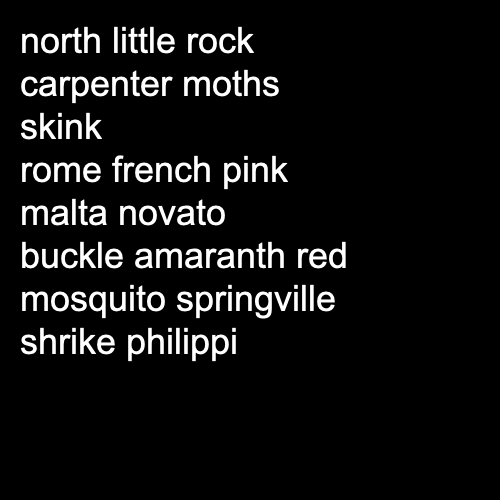 north little rock
carpenter moths
skink
rome french pink
malta novato
buckle amaranth red
mosquito springville
shrike philippi